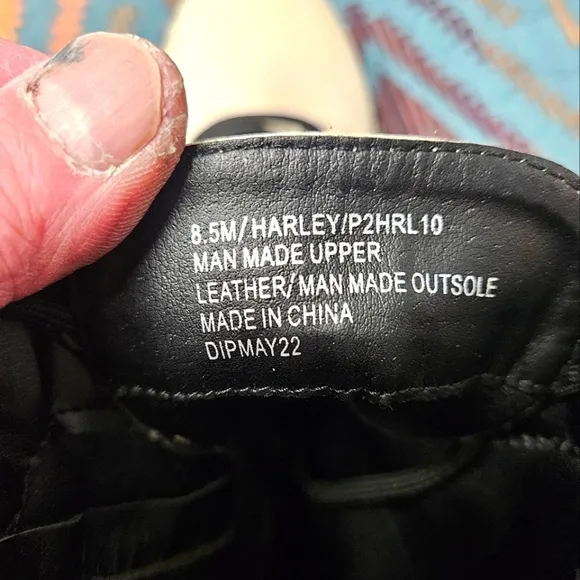 8.5M/HARLEY/P2HRL10
MAN MADE UPPER
LEATHER/MAN MADE OUTSOLE
MADE IN CHINA
DIPMAY22